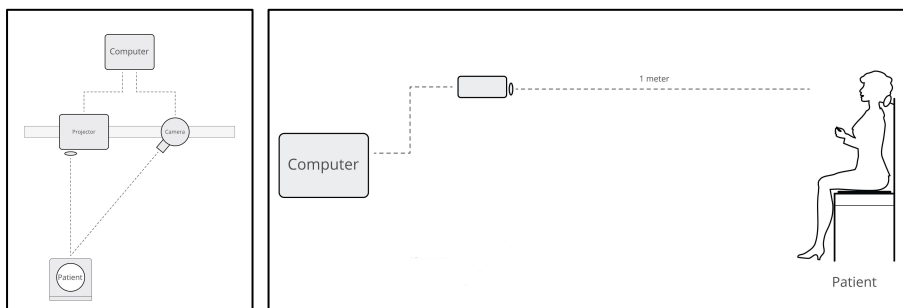 Computer
Projector
Camera
Patient
1 meter
Computer
Patient